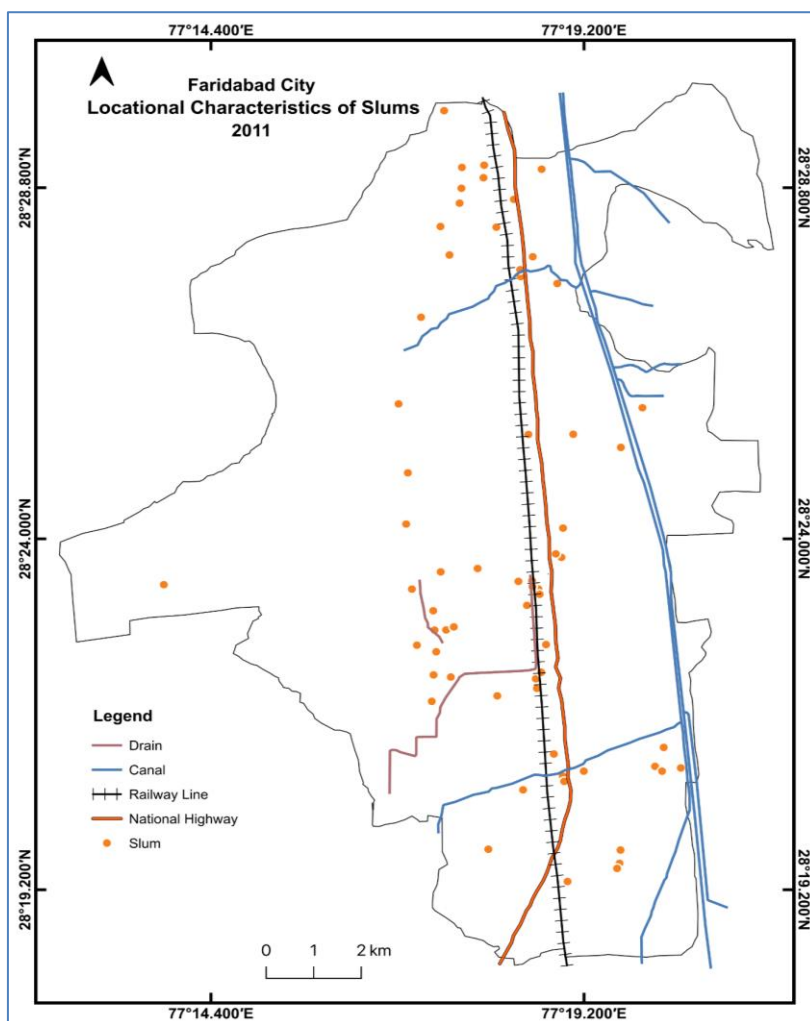 77°14.400′E
77°19.200′E
Faridabad City
Locational Characteristics of Slums
2011
28°28.800′N
28°28.800′N
28°24.000′N
28°24.000′N
Legend
Drain
Canal
Railway Line
National Highway
Slum
28°19.200′N
28°19.200′N
0 1 2 km
77°14.400′E
77°19.200′E